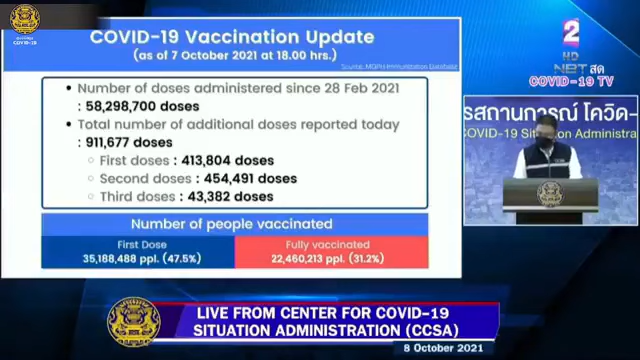 COVID-19 Vaccination Update
(as of 7 October 2021 at 18.00 hrs.)
Source: MOPH Immunization Database
Number of doses administered since 28 Feb 2021
: 58,298,700 doses
Total number of additional doses reported today
: 911,677 doses
First doses : 413,804 doses
Second doses : 454,491 doses
Third doses : 43,382 doses
Number of people vaccinated
First Dose
35,188,488 ppl. (47.5%)
Fully vaccinated
22,460,213 ppl. (31.2%)
2
HD
NBT สด
COVID-19 TV
รสถานการณ์ โควิด-
COVID-19 Situation Administra
LIVE FROM CENTER FOR COVID-19
SITUATION ADMINISTRATION (CCSA)
8 October 2021